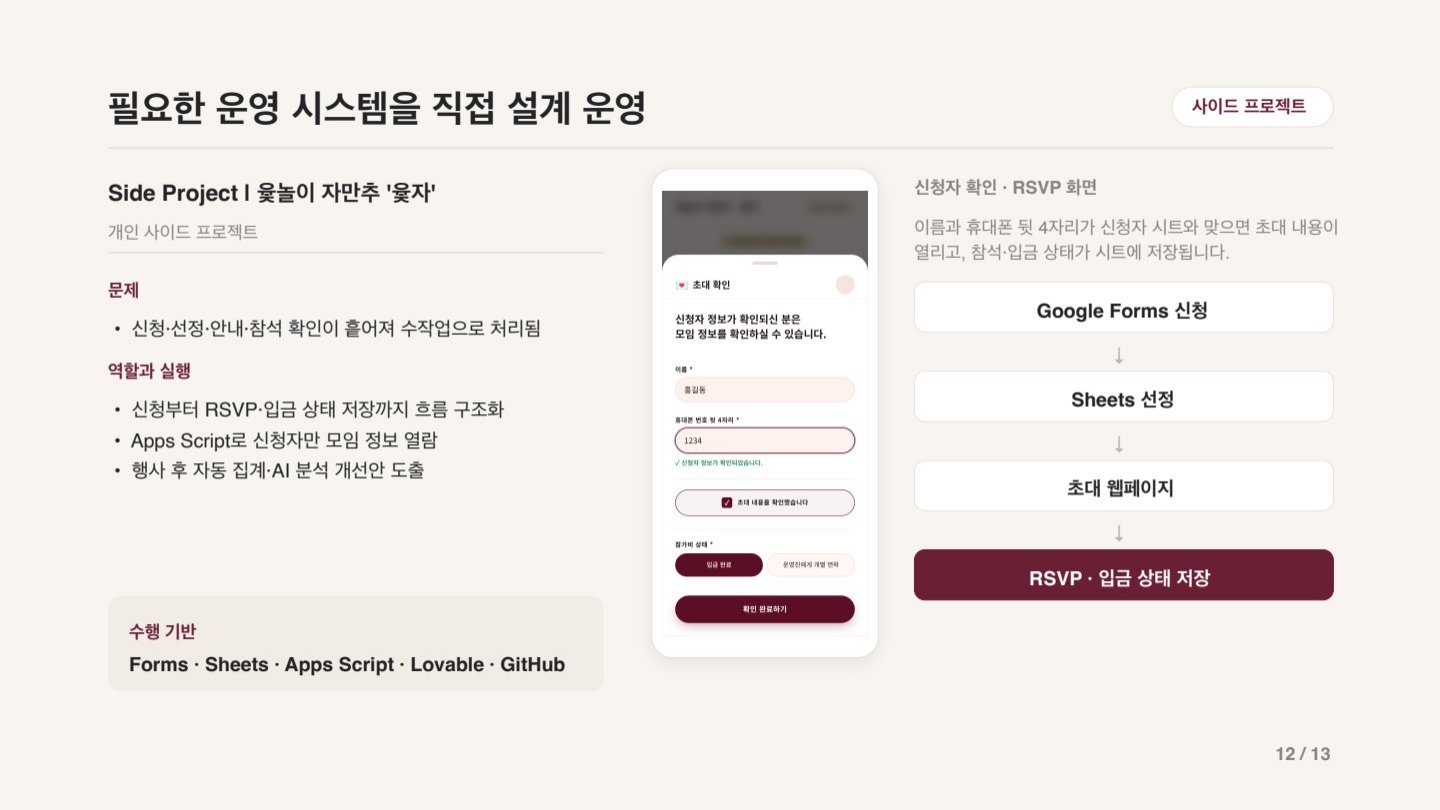 필요한 운영 시스템을 직접 설계 운영
사이드 프로젝트
Side Project l 윷놀이 자만추 '윷자'
개인 사이드 프로젝트
문제
• 신청·선정·안내·참석 확인이 흩어져 수작업으로 처리됨
역할과 실행
• 신청부터 RSVP·입금 상태 저장까지 흐름 구조화
• Apps Script로 신청자만 모임 정보 열람
• 행사 후 자동 집계·AI 분석 개선안 도출
수행 기반
Forms · Sheets · Apps Script · Lovable · GitHub
초대 확인
신청자 정보가 확인되신 분은
모임 정보를 확인하실 수 있습니다.
이름 *
홍길동
휴대폰 번호 뒷 4자리 *
1234
✓ 신청자 정보가 확인되었습니다.
✓ 초대 내용을 확인했습니다
참가비 상태 *
입금 완료
운영진에게 개별 연락
확인 완료하기
신청자 확인 · RSVP 화면
이름과 휴대폰 뒷 4자리가 신청자 시트와 맞으면 초대 내용이
열리고, 참석·입금 상태가 시트에 저장됩니다.
Google Forms 신청
↓
Sheets 선정
↓
초대 웹페이지
↓
RSVP · 입금 상태 저장
12 / 13